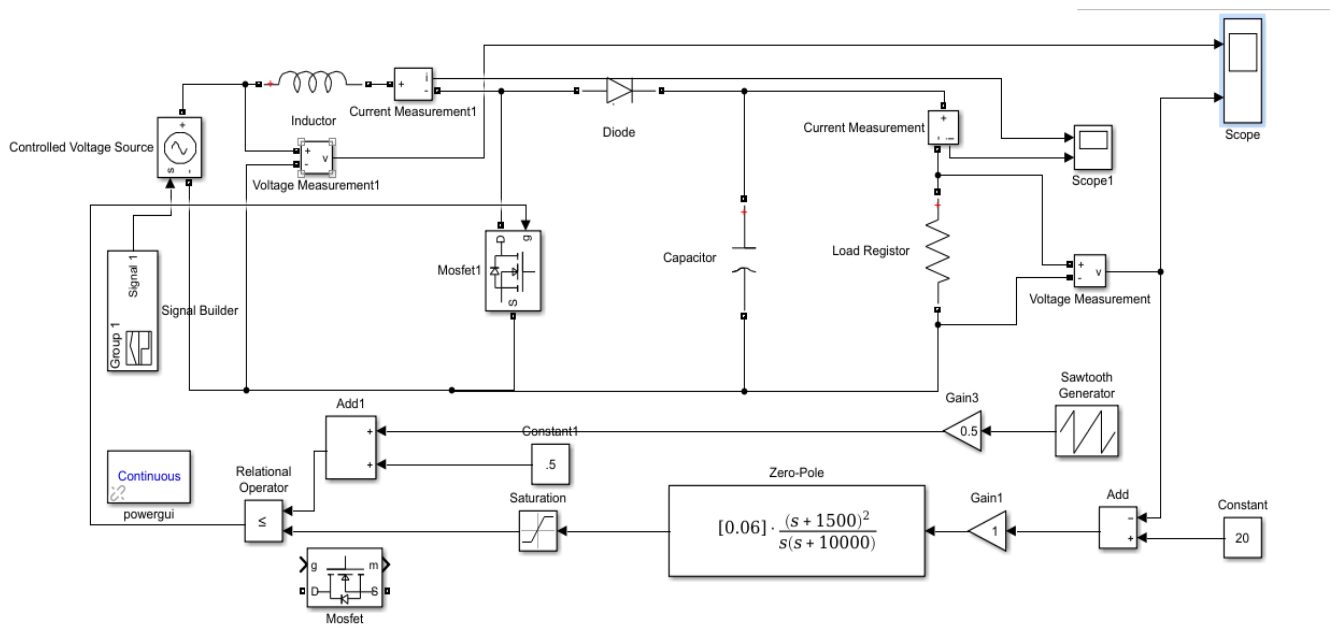 Scope
i
+
-
Current Measurement1
Inductor
Diode
+
-
i
Current Measurement
Scope1
Controlled Voltage Source
+
s
-
+
-
v
Voltage Measurement1
Signal 1
Group 1
Signal Builder
D
g
S
Mosfet1
Capacitor
Load Registor
+
-
v
Voltage Measurement
Sawtooth
Generator
Gain3
0.5
Add1
+
+
Constant1
.5
Continuous
powergui
Relational
Operator
≤
Saturation
Zero-Pole
[0.06] · (s + 1500)² / s(s + 10000)
Gain1
1
Add
−
+
Constant
20
g
m
D
S
Mosfet